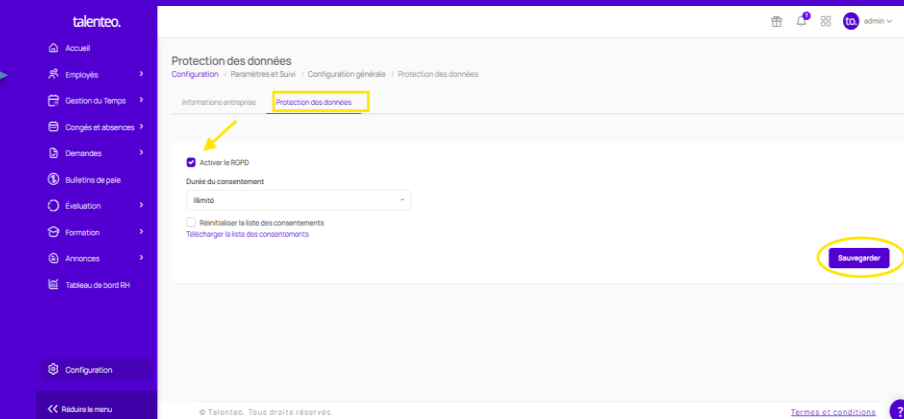 talenteo.
1
to.
admin
Accueil
Employés
Gestion du Temps
Congés et absences
Demandes
Bulletins de paie
Évaluation
Formation
Annonces
Tableau de bord RH
Configuration
Réduire le menu
Protection des données
Configuration / Paramètres et Suivi / Configuration générale / Protection des données
Informations entreprise Protection des données
Activer le RGPD
Durée du consentement
Illimité
Réinitialiser la liste des consentements
Télécharger la liste des consentements
Sauvegarder
© Talenteo. Tous droits réservés. Termes et conditions ?